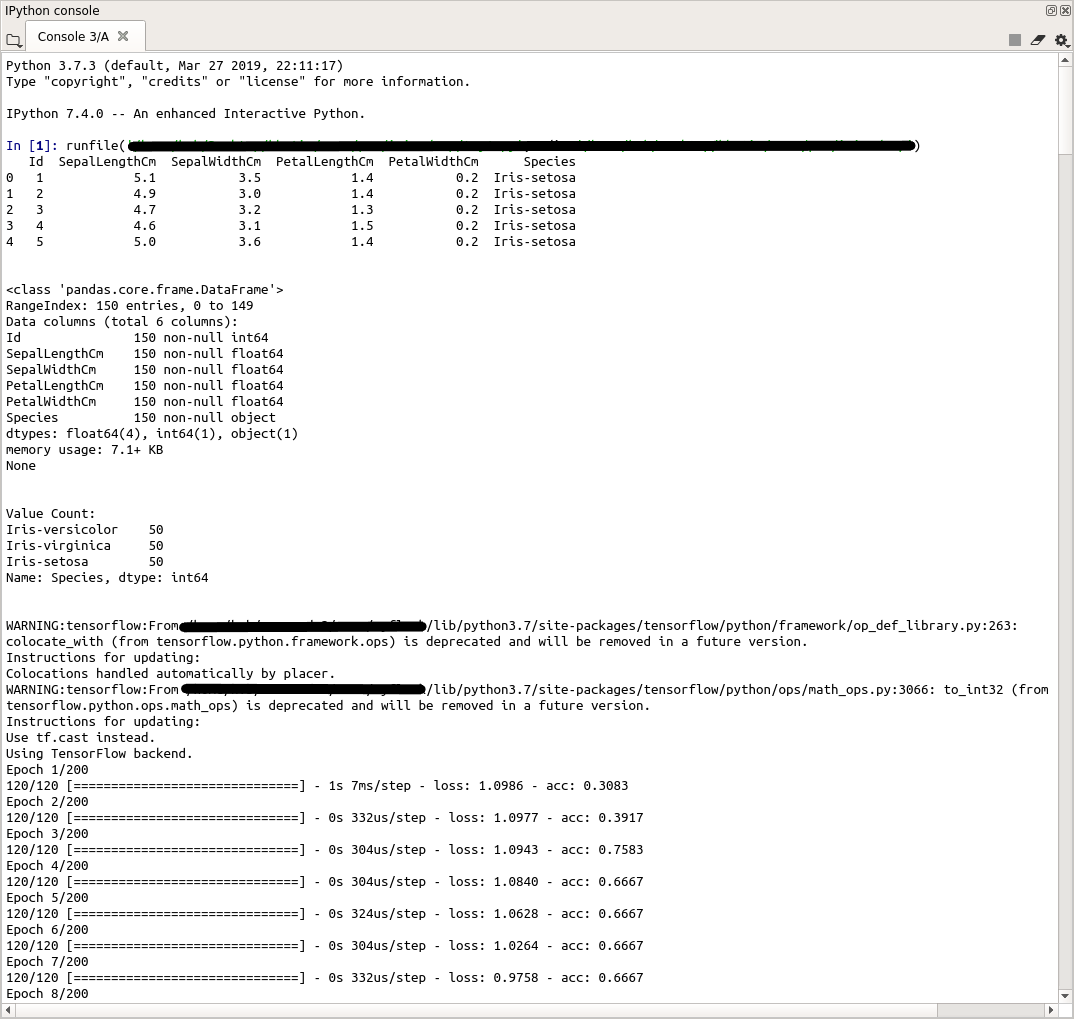 IPython console
Console 3/A
Python 3.7.3 (default, Mar 27 2019, 22:11:17)
Type "copyright", "credits" or "license" for more information.
IPython 7.4.0 -- An enhanced Interactive Python.
In [1]: runfile( )
Id SepalLengthCm SepalWidthCm PetalLengthCm PetalWidthCm Species
0 1 5.1 3.5 1.4 0.2 Iris-setosa
1 2 4.9 3.0 1.4 0.2 Iris-setosa
2 3 4.7 3.2 1.3 0.2 Iris-setosa
3 4 4.6 3.1 1.5 0.2 Iris-setosa
4 5 5.0 3.6 1.4 0.2 Iris-setosa
<class 'pandas.core.frame.DataFrame'>
RangeIndex: 150 entries, 0 to 149
Data columns (total 6 columns):
Id 150 non-null int64
SepalLengthCm 150 non-null float64
SepalWidthCm 150 non-null float64
PetalLengthCm 150 non-null float64
PetalWidthCm 150 non-null float64
Species 150 non-null object
dtypes: float64(4), int64(1), object(1)
memory usage: 7.1+ KB
None
Value Count:
Iris-versicolor 50
Iris-virginica 50
Iris-setosa 50
Name: Species, dtype: int64
WARNING:tensorflow:From /lib/python3.7/site-packages/tensorflow/python/framework/op_def_library.py:263:
colocate_with (from tensorflow.python.framework.ops) is deprecated and will be removed in a future version.
Instructions for updating:
Colocations handled automatically by placer.
WARNING:tensorflow:From /lib/python3.7/site-packages/tensorflow/python/ops/math_ops.py:3066: to_int32 (from
tensorflow.python.ops.math_ops) is deprecated and will be removed in a future version.
Instructions for updating:
Use tf.cast instead.
Using TensorFlow backend.
Epoch 1/200
120/120 [==============================] - 1s 7ms/step - loss: 1.0986 - acc: 0.3083
Epoch 2/200
120/120 [==============================] - 0s 332us/step - loss: 1.0977 - acc: 0.3917
Epoch 3/200
120/120 [==============================] - 0s 304us/step - loss: 1.0943 - acc: 0.7583
Epoch 4/200
120/120 [==============================] - 0s 304us/step - loss: 1.0840 - acc: 0.6667
Epoch 5/200
120/120 [==============================] - 0s 324us/step - loss: 1.0628 - acc: 0.6667
Epoch 6/200
120/120 [==============================] - 0s 304us/step - loss: 1.0264 - acc: 0.6667
Epoch 7/200
120/120 [==============================] - 0s 332us/step - loss: 0.9758 - acc: 0.6667
Epoch 8/200